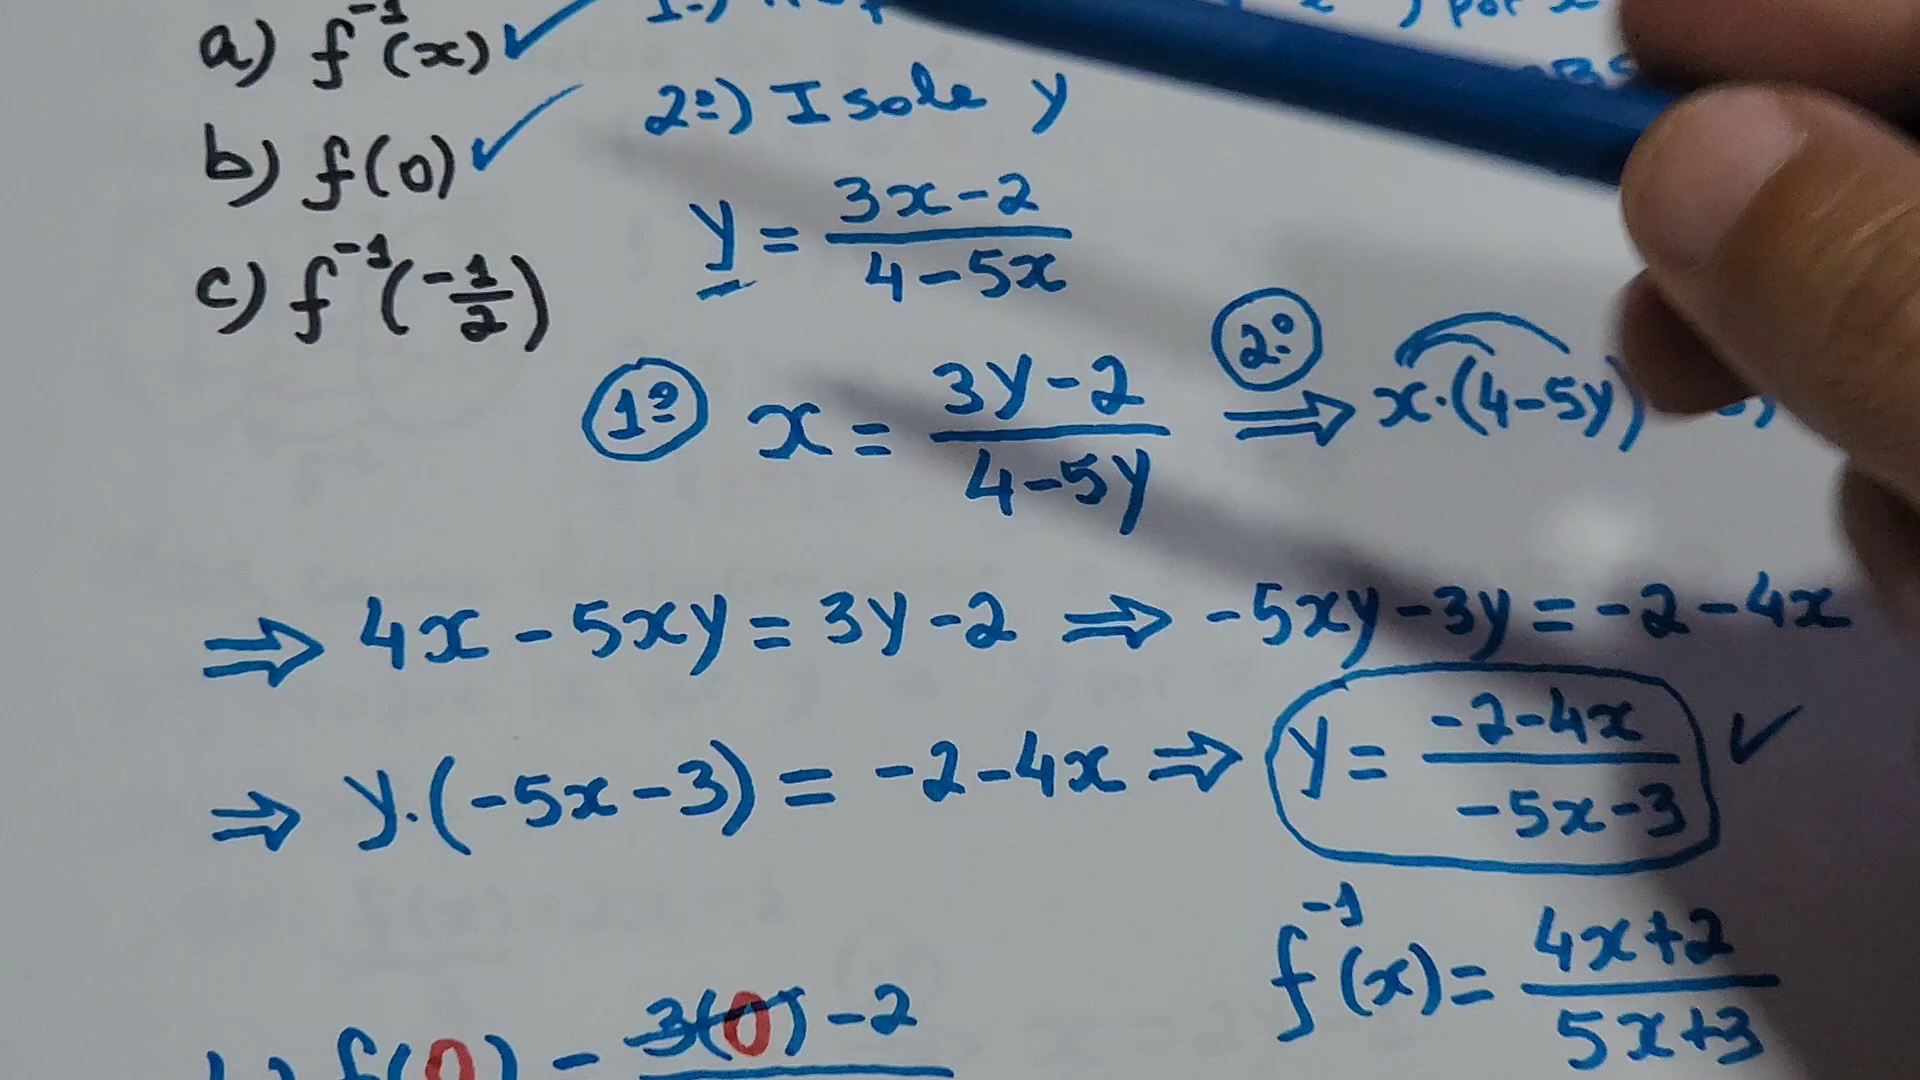 a) f⁻¹(x) ✓ 1º)
x ) por x
b) f(0) ✓ 2º) Isole y
y = (3x-2)/(4-5x)
c) f⁻¹(-1/2)
1º x = (3y-2)/(4-5y) 2º ⇒ x·(4-5y)
⇒ 4x - 5xy = 3y - 2 ⇒ -5xy - 3y = -2 - 4x
⇒ y·(-5x-3) = -2-4x ⇒ y = (-2-4x)/(-5x-3) ✓
f⁻¹(x) = (4x+2)/(5x+3)
f(0) = 3(0) - 2